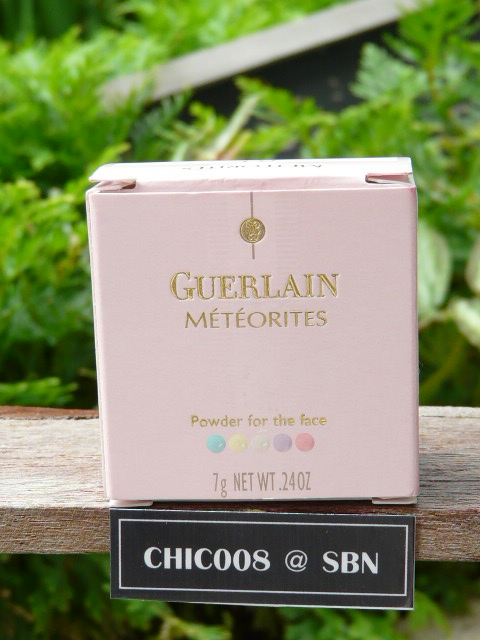 GUERLAIN
MÉTÉORITES
Powder for the face
7g NET WT .24OZ
CHIC008 @ SBN